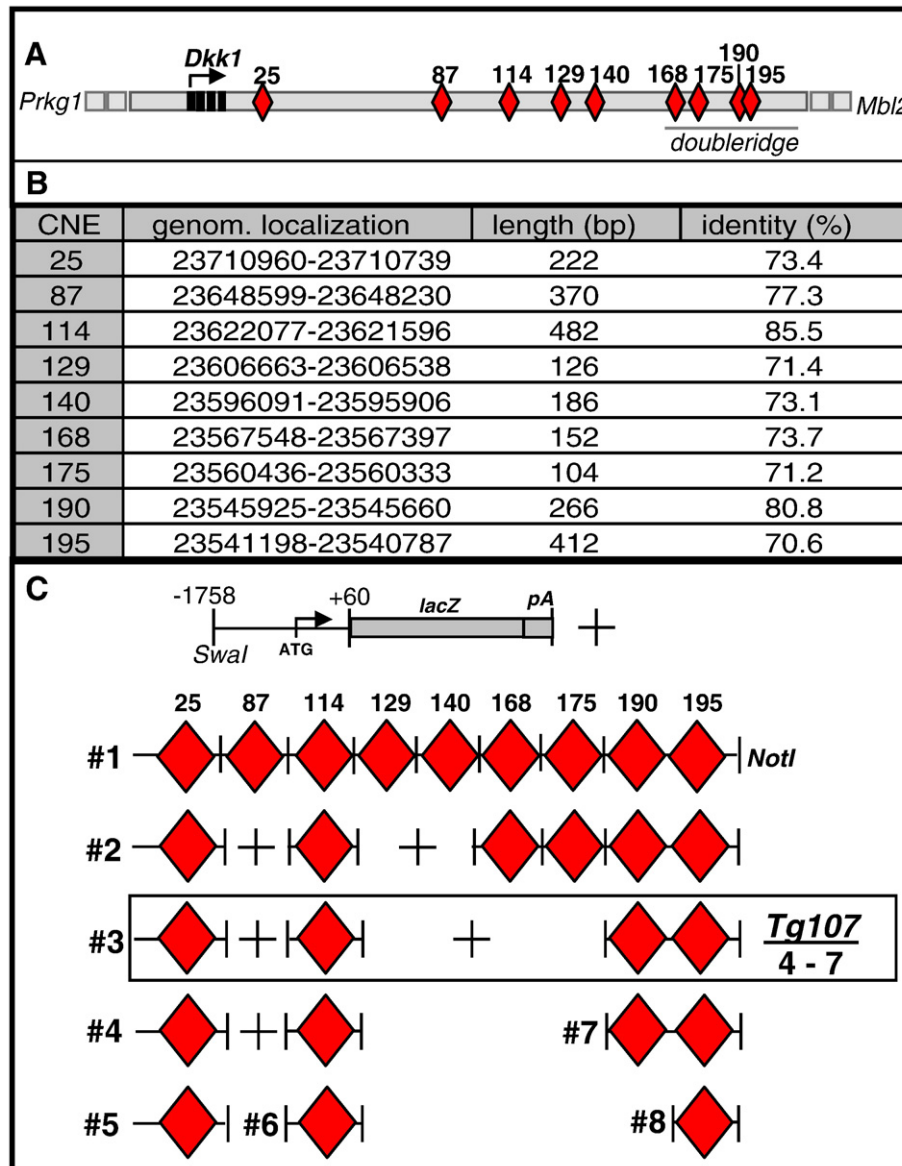 A
Dkk1
25 87 114 129 140 168 175 190 195
Prkg1
Mbl2
doubleridge
B
CNE genom. localization length (bp) identity (%)
25 23710960-23710739 222 73.4
87 23648599-23648230 370 77.3
114 23622077-23621596 482 85.5
129 23606663-23606538 126 71.4
140 23596091-23595906 186 73.1
168 23567548-23567397 152 73.7
175 23560436-23560333 104 71.2
190 23545925-23545660 266 80.8
195 23541198-23540787 412 70.6
C
-1758 +60 lacZ pA
SwaI ATG +
25 87 114 129 140 168 175 190 195
#1 NotI
#2 + +
#3 + + Tg107
4 - 7
#4 + #7
#5 #6 #8